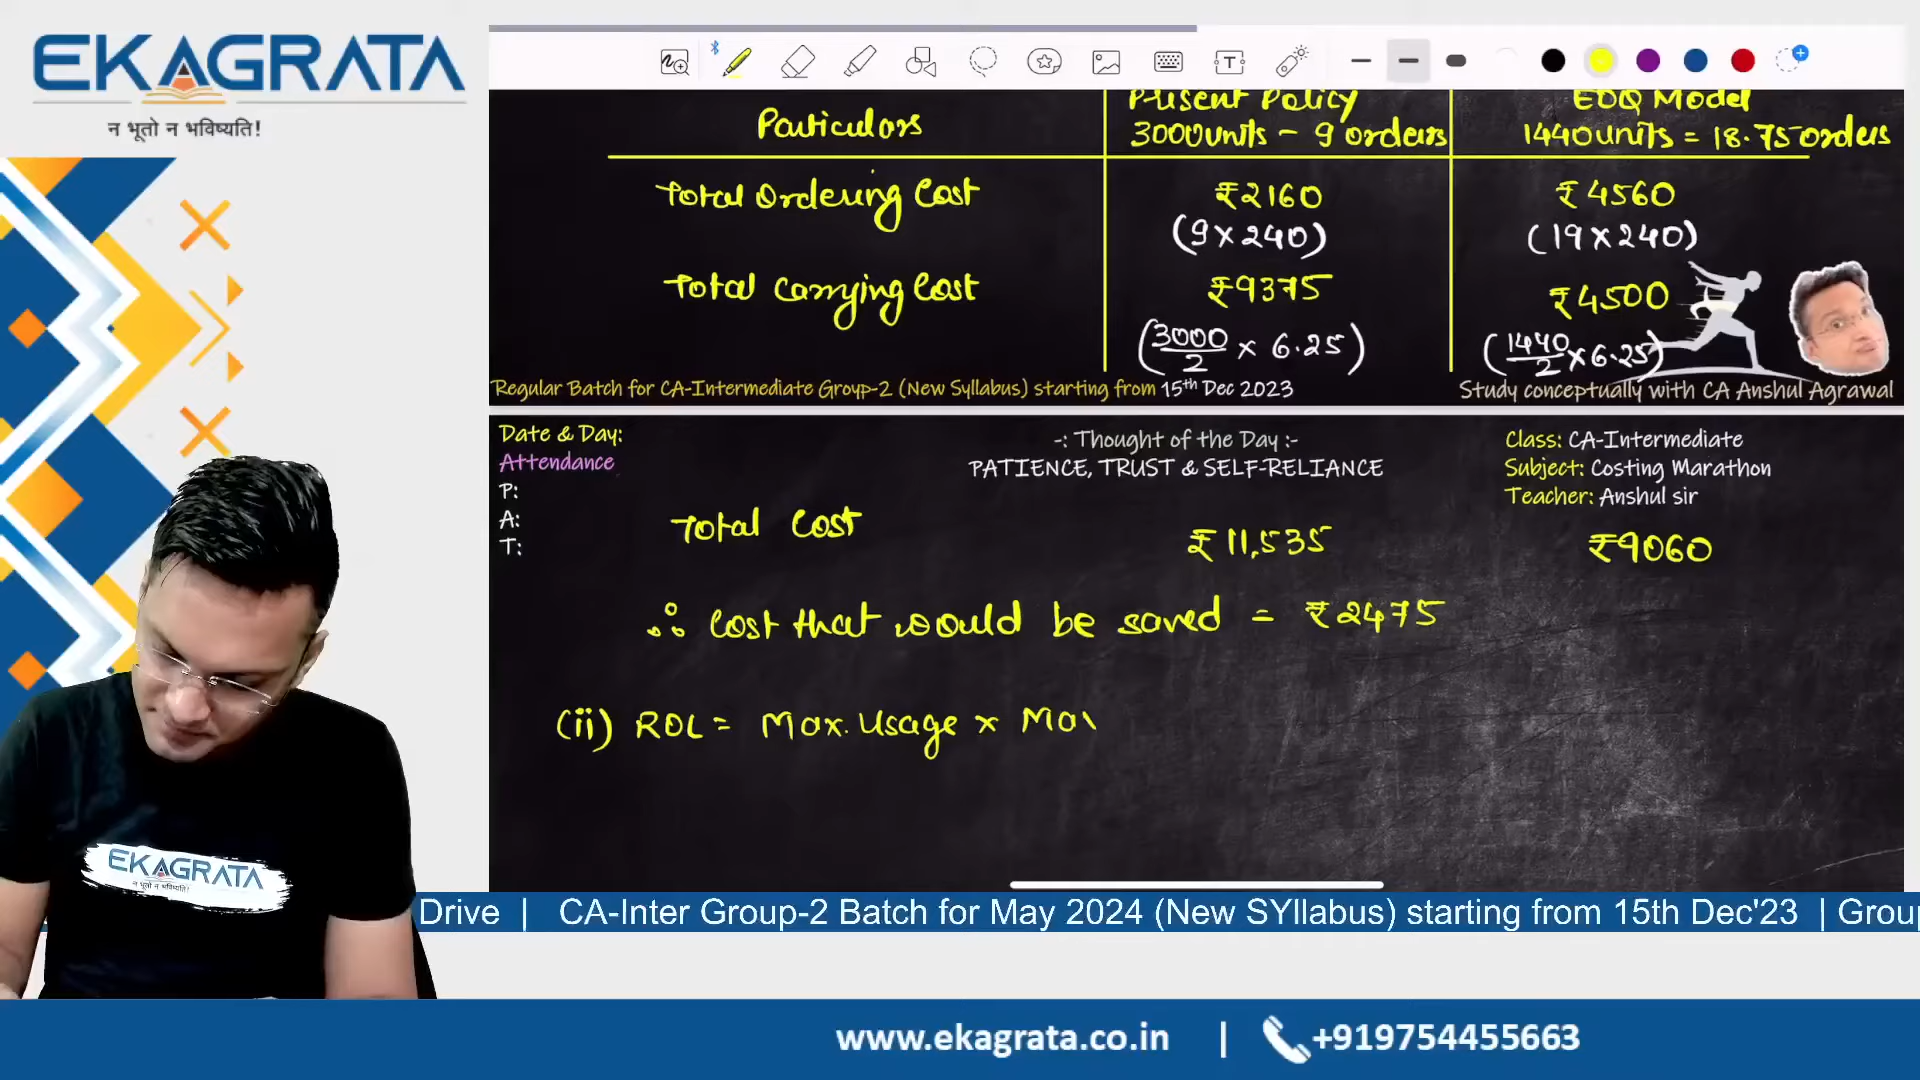 EKAGRATA
न भूतो न भविष्यति!
Particulars
Present Policy
3000units - 9 orders
EOQ Model
1440units = 18.75 orders
Total Ordering Cost
₹2160
₹4560
(9 x 240)
(19 x 240)
Total Carrying Cost
₹9375
₹4500
(3000/2 x 6.25)
(1440/2 x 6.25)
Regular Batch for CA-Intermediate Group-2 (New Syllabus) starting from 15th Dec 2023
Study conceptually with CA Anshul Agrawal
Date & Day:
Attendance
P:
A:
T:
-: Thought of the Day :-
PATIENCE, TRUST & SELF-RELIANCE
Class: CA-Intermediate
Subject: Costing Marathon
Teacher: Anshul sir
Total Cost
₹11,535
₹9060
∴ Cost that would be saved = ₹2475
(ii) ROL = Max. Usage x Max
EKAGRATA
न भूतो न भविष्यति!
Drive | CA-Inter Group-2 Batch for May 2024 (New SYllabus) starting from 15th Dec'23 | Grou
www.ekagrata.co.in | +919754455663